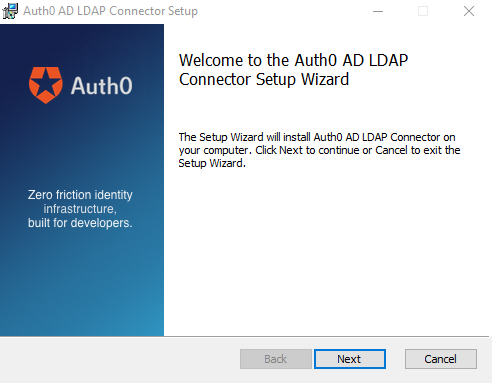 Auth0 AD LDAP Connector Setup
Auth0
Zero friction identity
infrastructure,
built for developers.
Welcome to the Auth0 AD LDAP
Connector Setup Wizard
The Setup Wizard will install Auth0 AD LDAP Connector on
your computer. Click Next to continue or Cancel to exit the
Setup Wizard.
Back
Next
Cancel